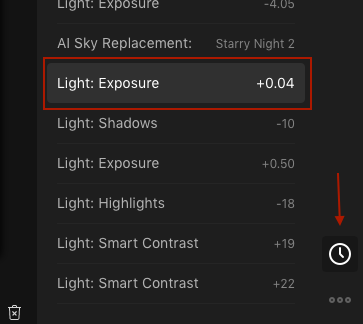 Light: Exposure -4.05
AI Sky Replacement: Starry Night 2
Light: Exposure +0.04
Light: Shadows -10
Light: Exposure +0.50
Light: Highlights -18
Light: Smart Contrast +19
Light: Smart Contrast +22